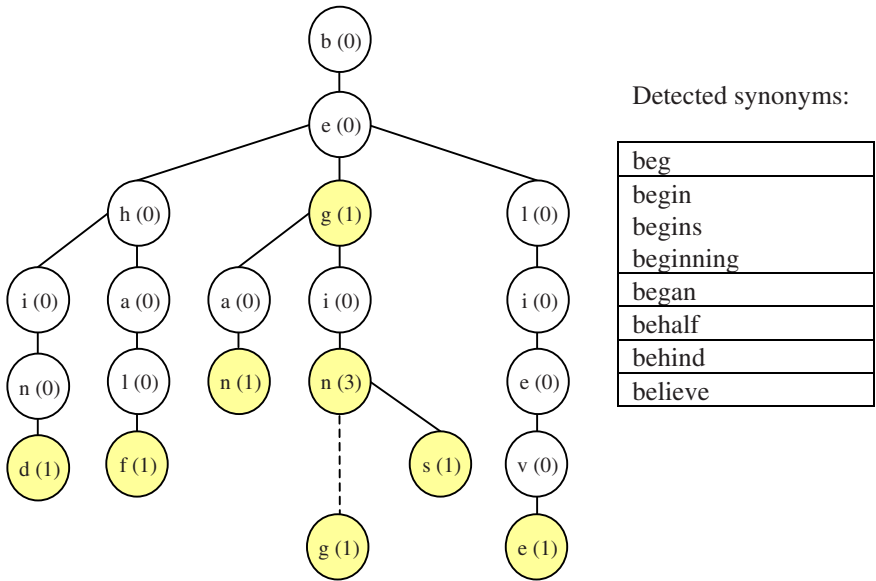 b (0)
e (0)
h (0)
g (1)
l (0)
i (0)
a (0)
a (0)
i (0)
i (0)
n (0)
l (0)
n (1)
n (3)
e (0)
d (1)
f (1)
s (1)
v (0)
g (1)
e (1)
Detected synonyms:
beg
begin
begins
beginning
began
behalf
behind
believe